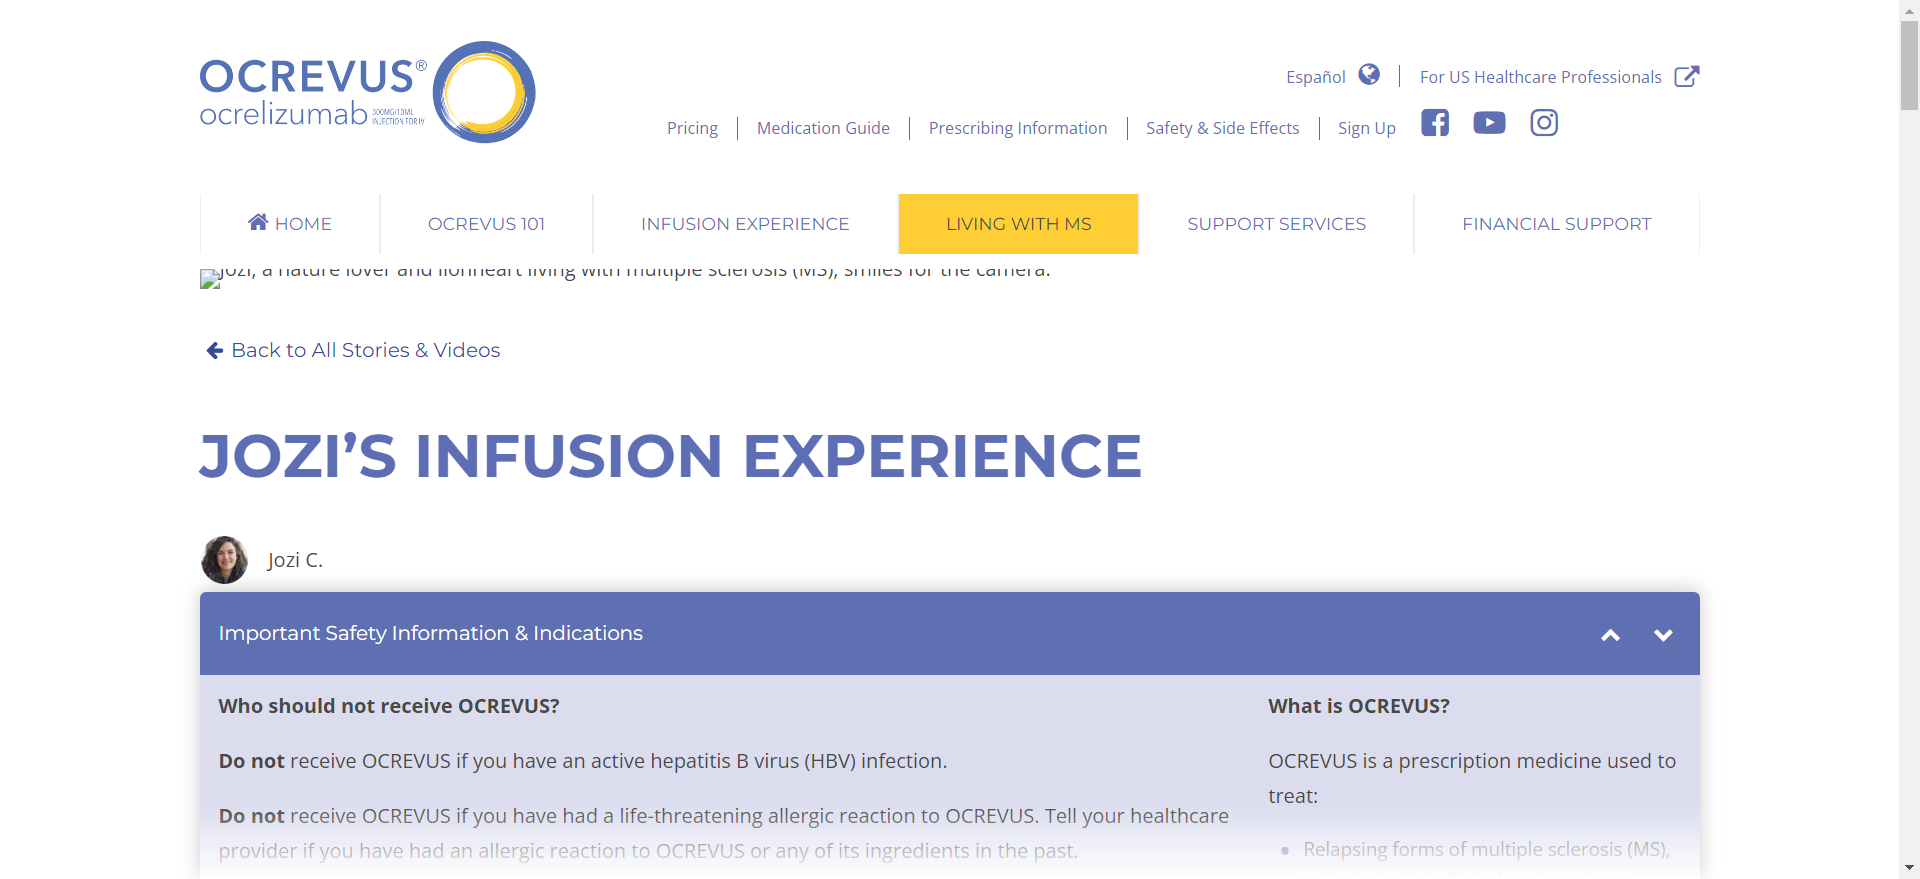 OCREVUS®
ocrelizumab 300MG/10ML
INJECTION FOR IV
Español
For US Healthcare Professionals
Pricing
Medication Guide
Prescribing Information
Safety & Side Effects
Sign Up
HOME
OCREVUS 101
INFUSION EXPERIENCE
LIVING WITH MS
SUPPORT SERVICES
FINANCIAL SUPPORT
Jozi, a nature lover and lionheart living with multiple sclerosis (MS), smiles for the camera.
Back to All Stories & Videos
JOZI’S INFUSION EXPERIENCE
Jozi C.
Important Safety Information & Indications
Who should not receive OCREVUS?
Do not receive OCREVUS if you have an active hepatitis B virus (HBV) infection.
Do not receive OCREVUS if you have had a life-threatening allergic reaction to OCREVUS. Tell your healthcare
provider if you have had an allergic reaction to OCREVUS or any of its ingredients in the past.
What is OCREVUS?
OCREVUS is a prescription medicine used to
treat:
Relapsing forms of multiple sclerosis (MS),